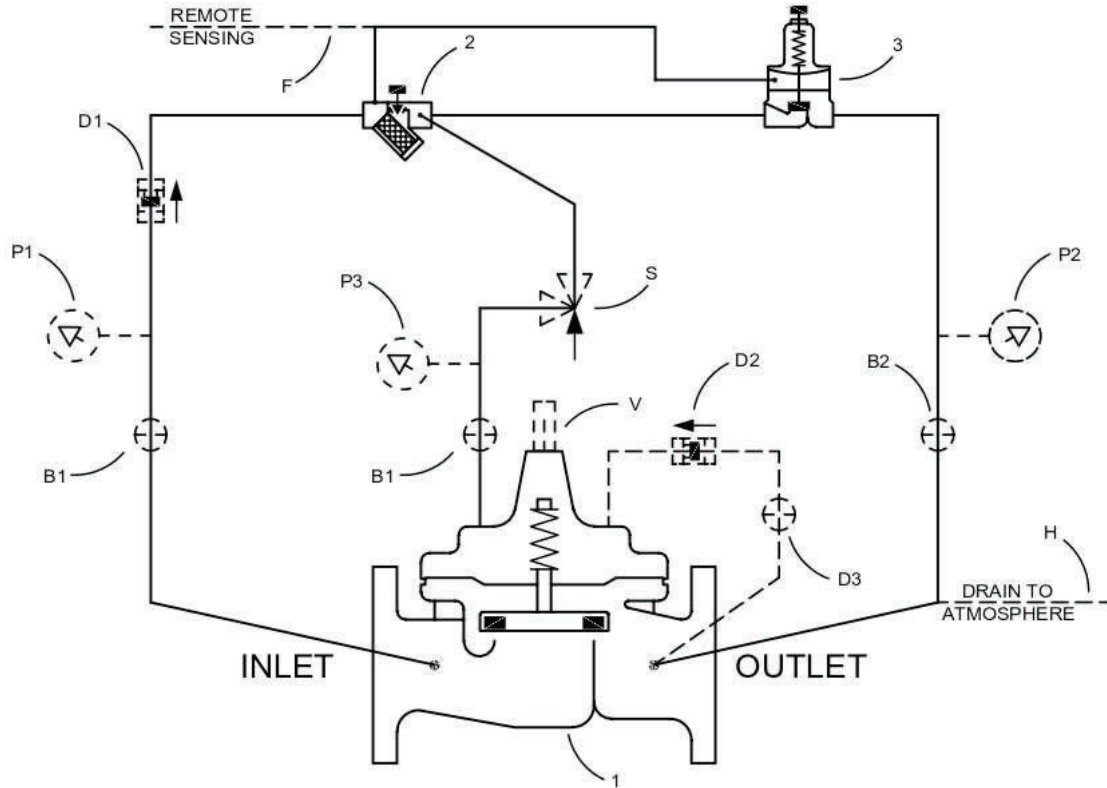 REMOTE
SENSING
2
3
F
D1
P1
P3
S
P2
D2
B2
V
B1
B1
H
D3
DRAIN TO
ATMOSPHERE
INLET
OUTLET
1